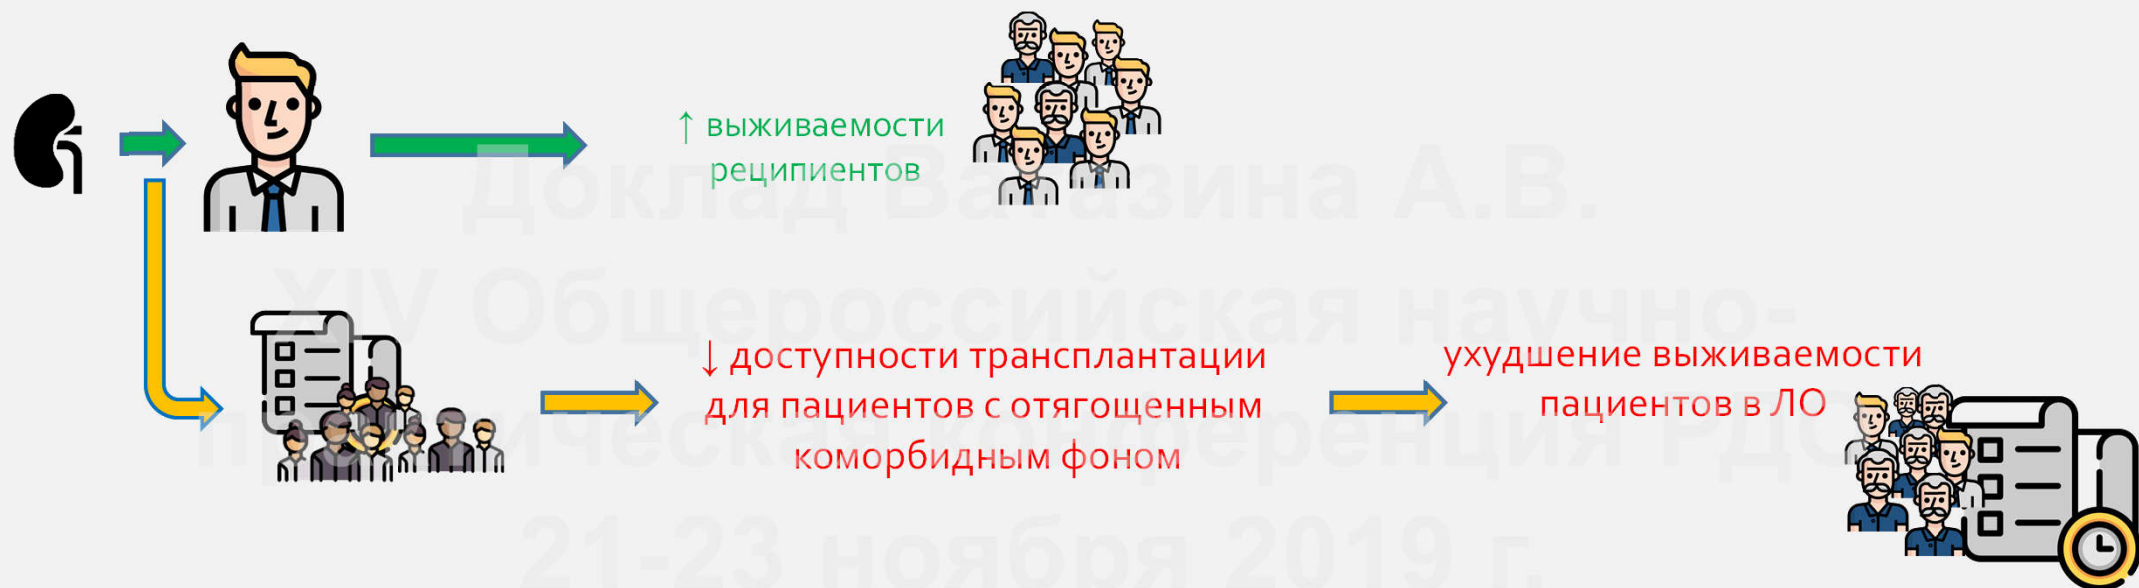 ↑ выживаемости
реципиентов
Доклад Ватазина А.В.
XIV Общероссийская научно-
↓ доступности трансплантации
для пациентов с отягощенным
коморбидным фоном
ухудшение выживаемости
пациентов в ЛО
практическая конференция РДО
21-23 ноября 2019 г.